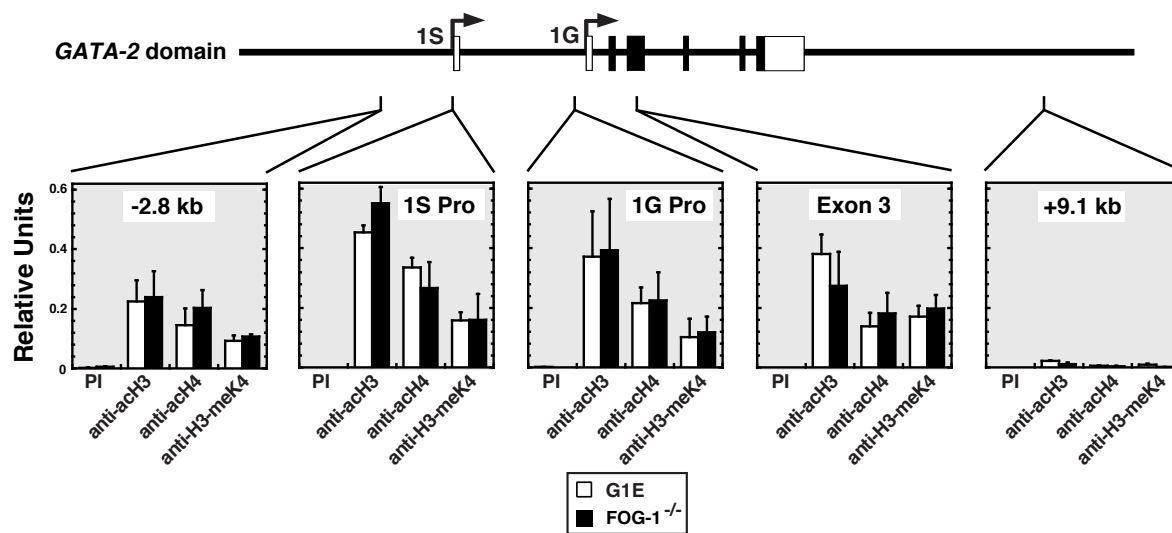 1S 1G
GATA-2 domain
-2.8 kb 1S Pro 1G Pro Exon 3 +9.1 kb
Relative Units
0.6
0.4
0.2
0
PI anti-acH3 anti-acH4 anti-H3-meK4
PI anti-acH3 anti-acH4 anti-H3-meK4
PI anti-acH3 anti-acH4 anti-H3-meK4
PI anti-acH3 anti-acH4 anti-H3-meK4
PI anti-acH3 anti-acH4 anti-H3-meK4
G1E
FOG-1 -/-